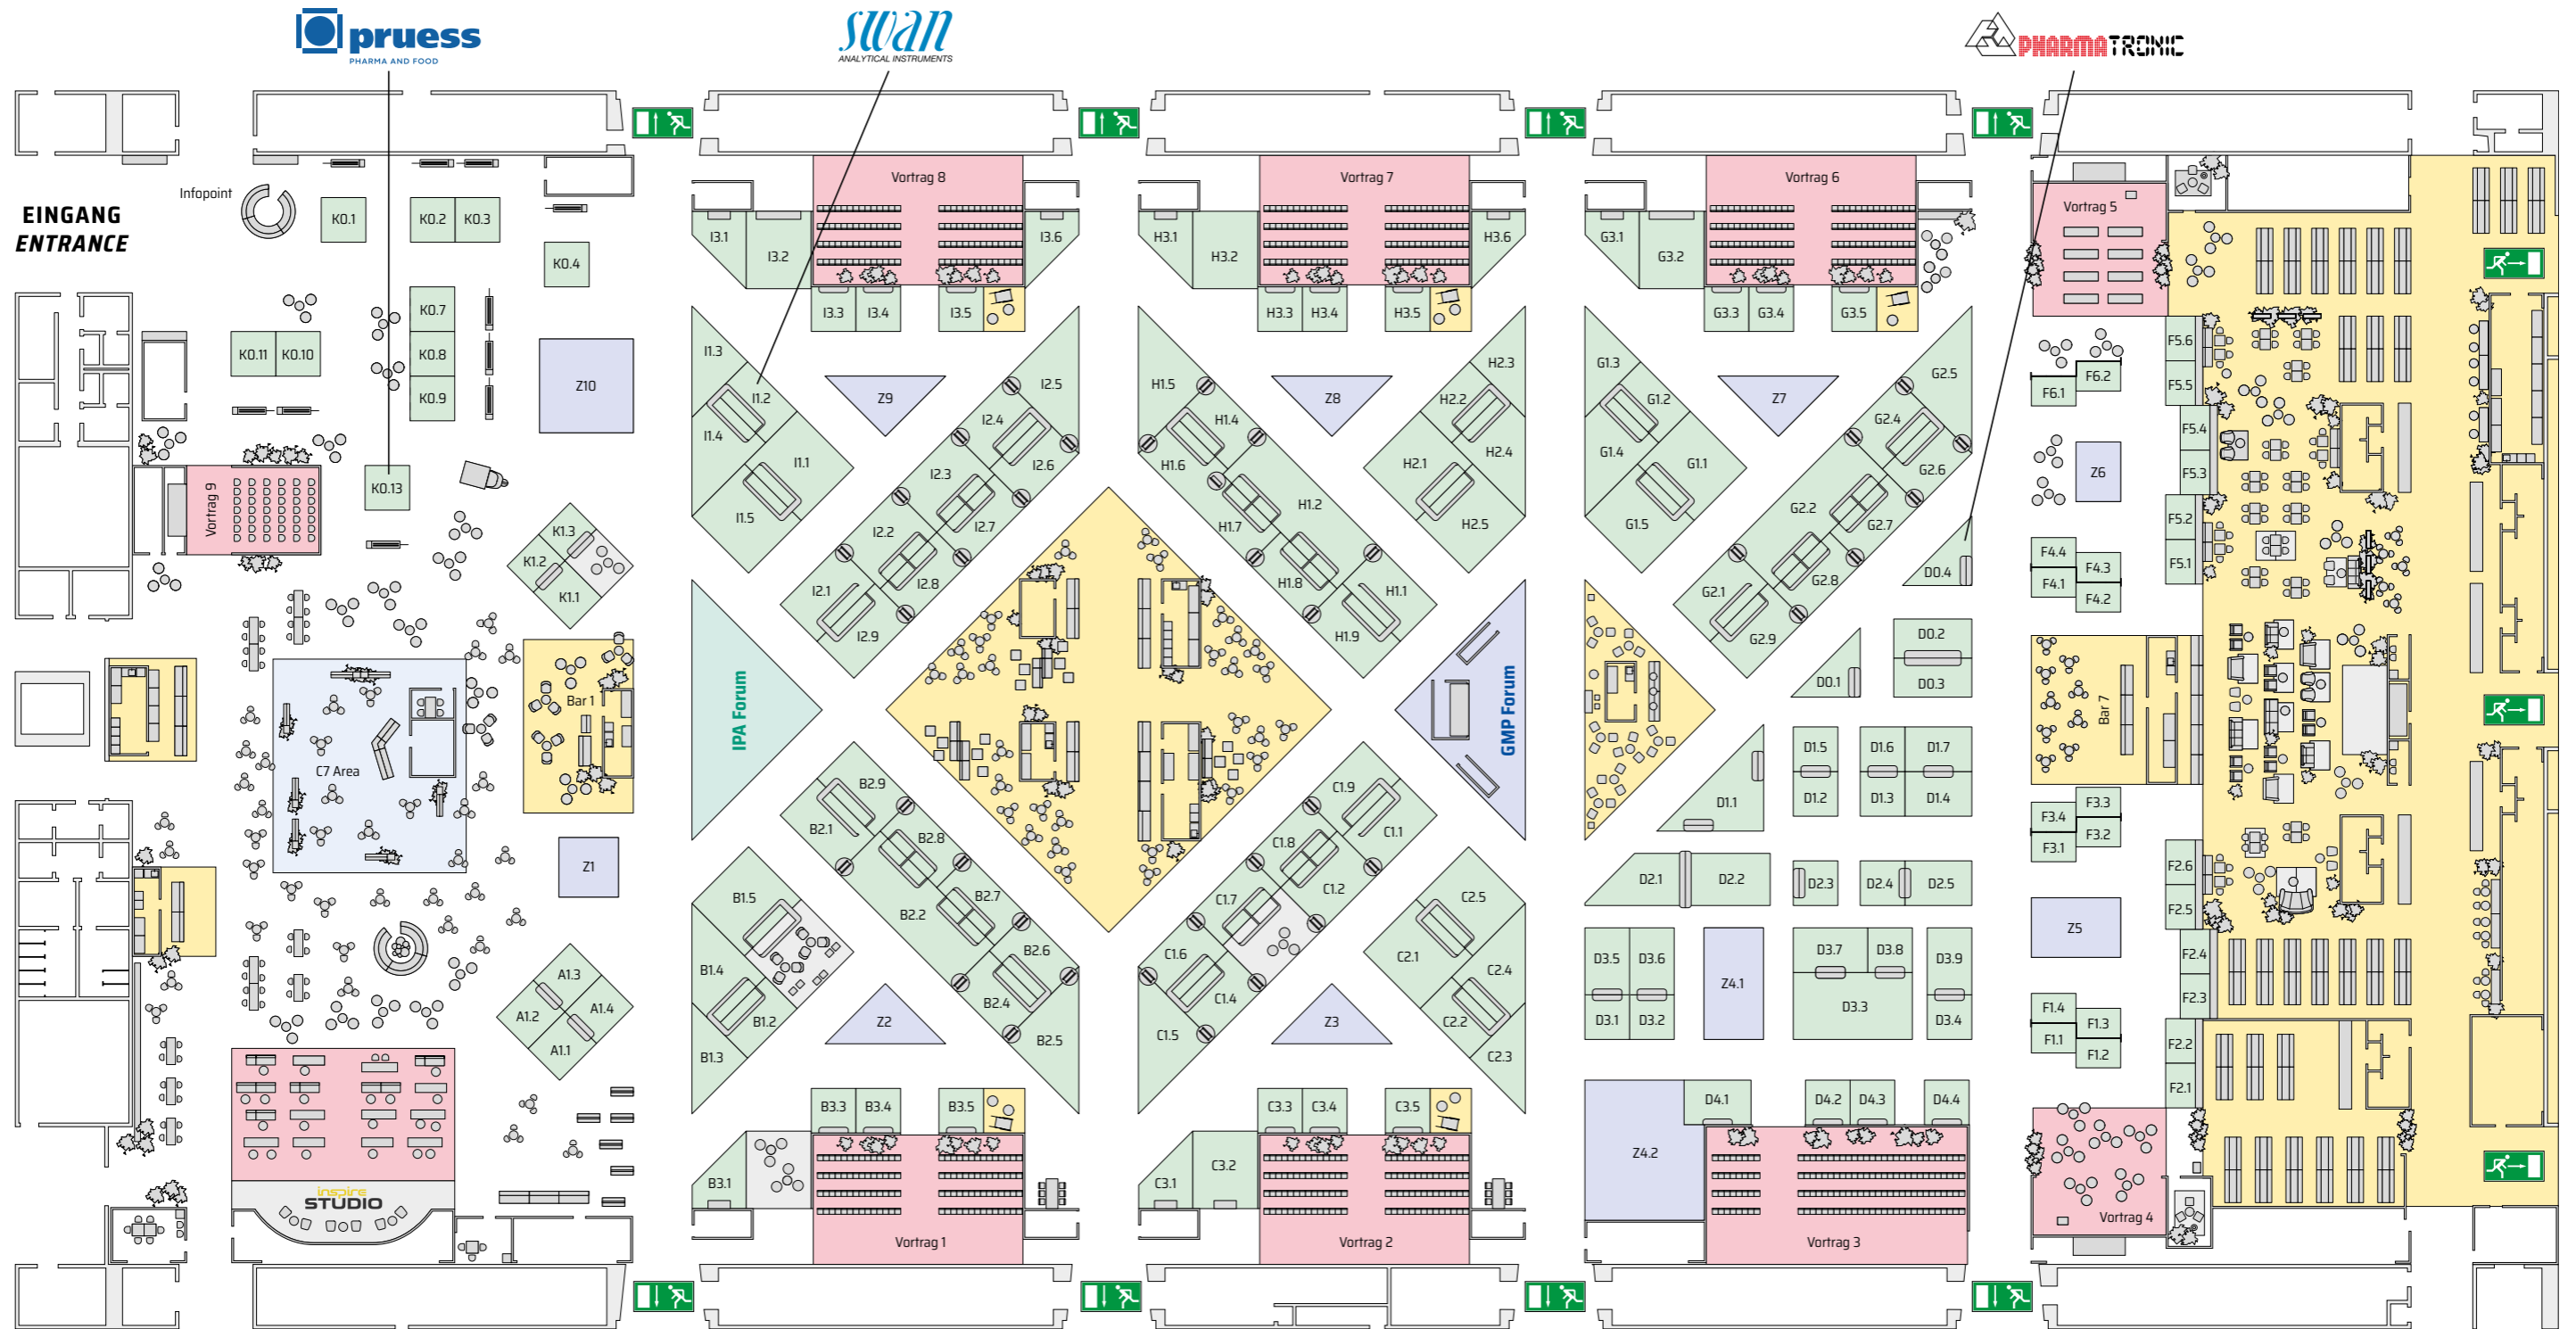 pruess
PHARMA AND FOOD
swan
ANALYTICAL INSTRUMENTS
PHARMATRONIC
EINGANG
ENTRANCE
Infopoint
K0.1
K0.2
K0.3
K0.4
K0.7
K0.8
K0.9
K0.11
K0.10
K0.13
Z10
Vortrag 9
K1.3
K1.2
K1.1
Bar 1
C7 Area
Z1
A1.3
A1.2
A1.4
A1.1
inspire
STUDIO
Vortrag 8
I3.1
I3.2
I3.6
I3.3
I3.4
I3.5
I1.3
I1.2
I1.4
I1.1
I1.5
Z9
I2.5
I2.4
I2.6
I2.3
I2.7
I2.2
I2.8
I2.1
I2.9
IPA Forum
B2.9
B2.1
B2.8
B2.7
B2.2
B2.6
B2.4
B2.5
B1.5
B1.4
B1.2
B1.3
Z2
B3.3
B3.4
B3.5
B3.1
Vortrag 1
Vortrag 7
H3.1
H3.2
H3.6
H3.3
H3.4
H3.5
H1.5
H1.4
H1.6
H1.2
H1.7
H1.8
H1.1
H1.9
Z8
H2.3
H2.2
H2.4
H2.1
H2.5
GMP Forum
C1.9
C1.1
C1.8
C1.2
C1.7
C1.6
C1.4
C1.5
C2.5
C2.1
C2.4
C2.2
C2.3
Z3
C3.3
C3.4
C3.5
C3.2
C3.1
Vortrag 2
Vortrag 6
G3.1
G3.2
G3.3
G3.4
G3.5
G1.3
G1.2
G1.4
G1.1
G1.5
Z7
G2.5
G2.4
G2.6
G2.2
G2.7
G2.8
G2.1
G2.9
D0.4
D0.2
D0.1
D0.3
D1.5
D1.6
D1.7
D1.1
D1.2
D1.3
D1.4
D2.1
D2.2
D2.3
D2.4
D2.5
D3.5
D3.6
Z4.1
D3.7
D3.8
D3.9
D3.3
D3.1
D3.2
D3.4
Z4.2
D4.1
D4.2
D4.3
D4.4
Vortrag 3
Vortrag 5
F5.6
F6.2
F6.1
F5.5
F5.4
Z6
F5.3
F5.2
F5.1
F4.4
F4.3
F4.1
F4.2
Bar 7
F3.3
F3.4
F3.2
F3.1
F2.6
F2.5
Z5
F2.4
F2.3
F1.4
F1.3
F1.1
F1.2
F2.2
F2.1
Vortrag 4